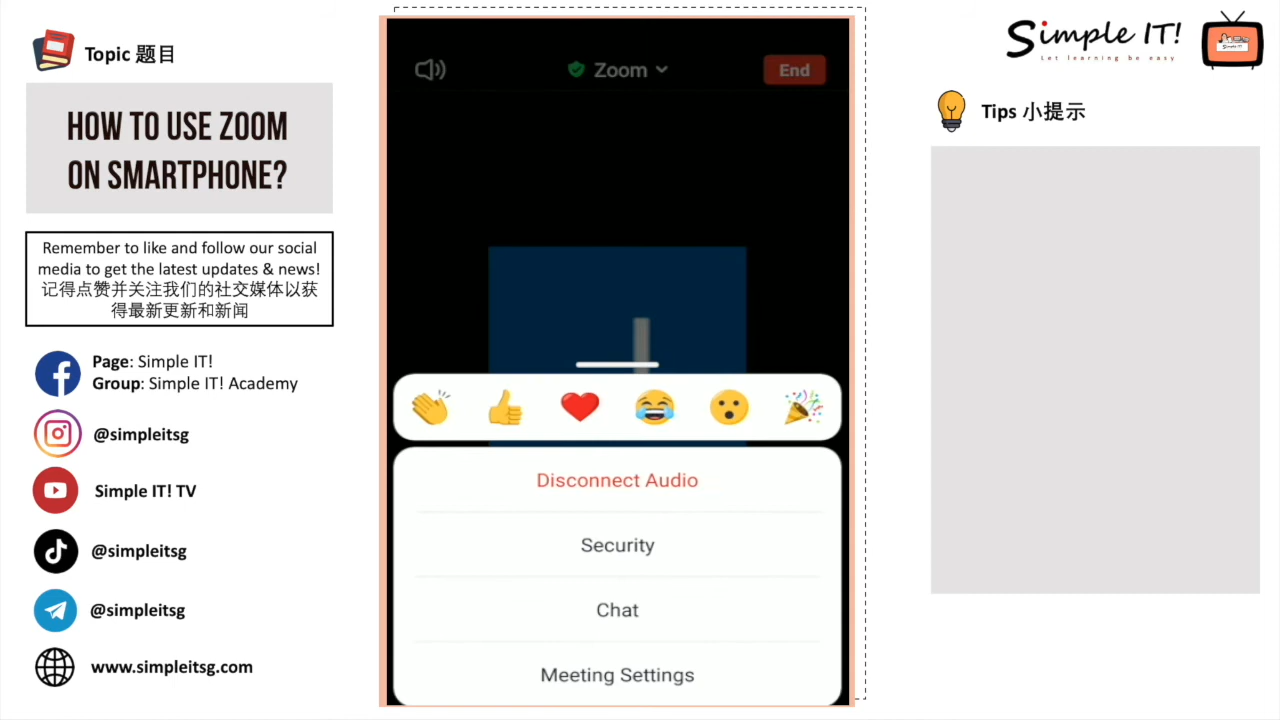 Topic 题目
HOW TO USE ZOOM
ON SMARTPHONE?
Remember to like and follow our social
media to get the latest updates & news!
记得点赞并关注我们的社交媒体以获
得最新更新和新闻
Page: Simple IT!
Group: Simple IT! Academy
@simpleitsg
Simple IT! TV
@simpleitsg
@simpleitsg
www.simpleitsg.com
Zoom
End
Disconnect Audio
Security
Chat
Meeting Settings
Simple IT!
Let learning be easy
Tips 小提示